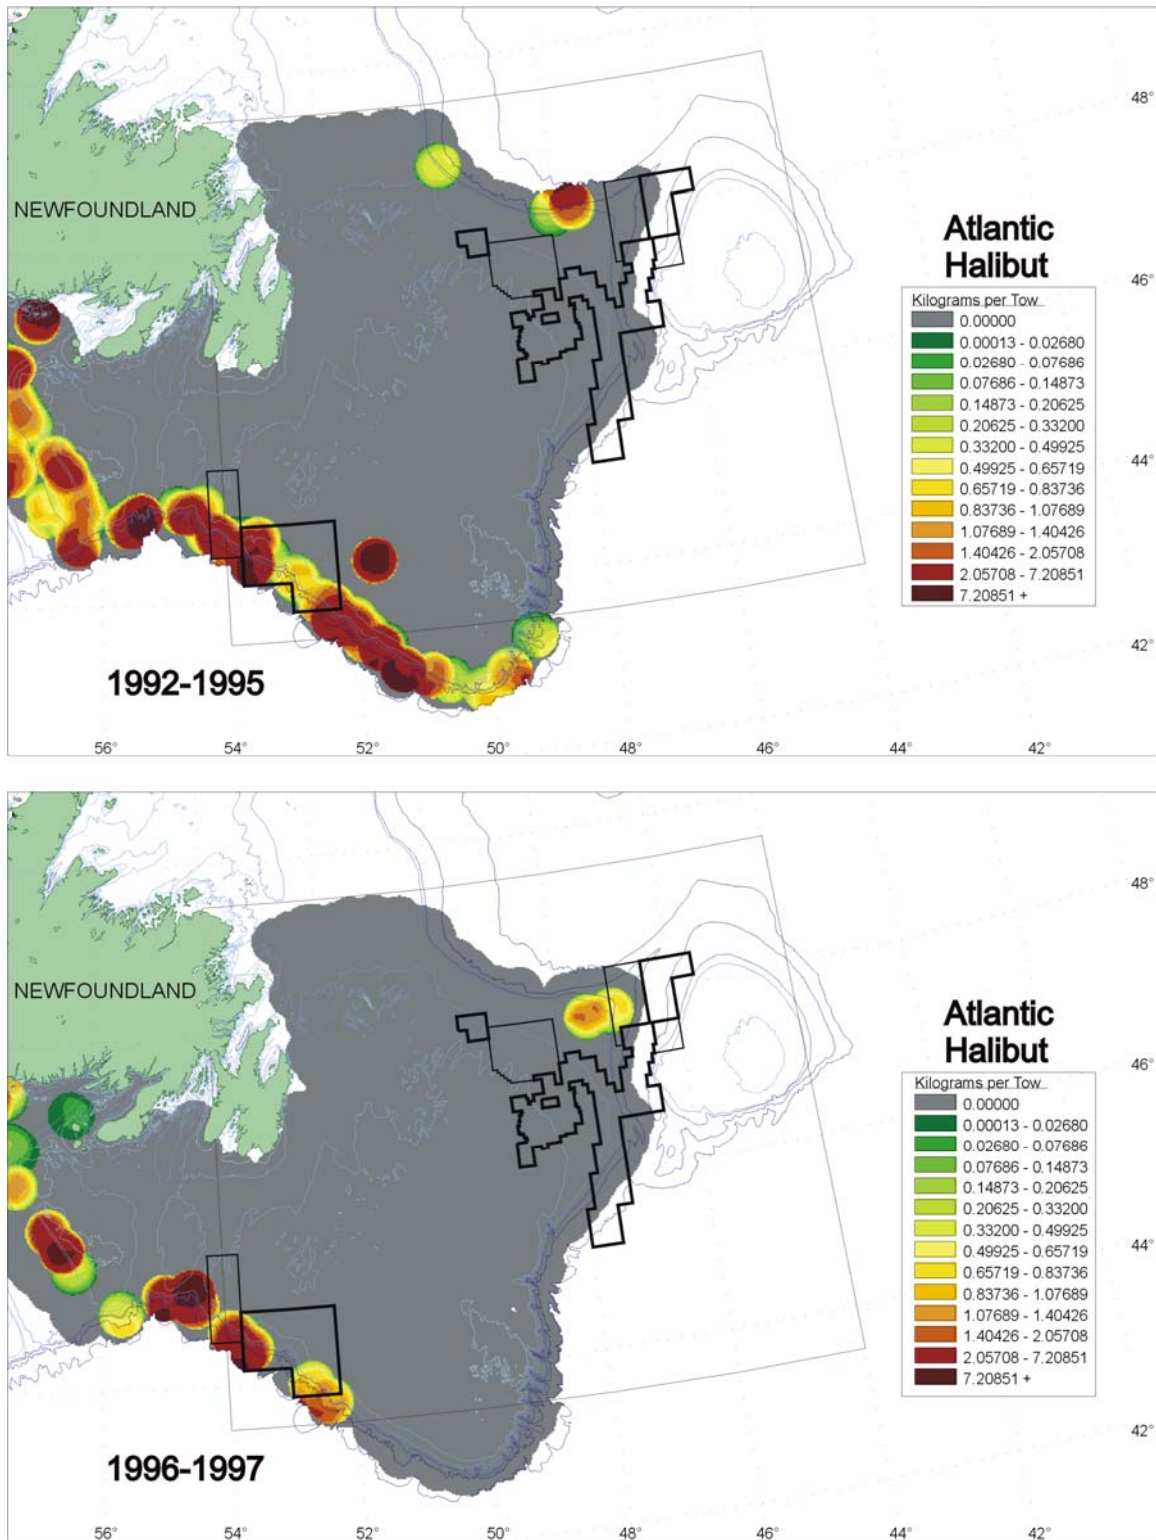 48°
NEWFOUNDLAND
Atlantic
Halibut
46°
Kilograms per Tow
0.00000
0.00013 - 0.02680
0.02680 - 0.07686
0.07686 - 0.14873
0.14873 - 0.20625
0.20625 - 0.33200
0.33200 - 0.49925
0.49925 - 0.65719
0.65719 - 0.83736
0.83736 - 1.07689
1.07689 - 1.40426
1.40426 - 2.05708
2.05708 - 7.20851
7.20851 +
44°
42°
1992-1995
56°
54°
52°
50°
48°
46°
44°
42°
48°
NEWFOUNDLAND
Atlantic
Halibut
46°
Kilograms per Tow
0.00000
0.00013 - 0.02680
0.02680 - 0.07686
0.07686 - 0.14873
0.14873 - 0.20625
0.20625 - 0.33200
0.33200 - 0.49925
0.49925 - 0.65719
0.65719 - 0.83736
0.83736 - 1.07689
1.07689 - 1.40426
1.40426 - 2.05708
2.05708 - 7.20851
7.20851 +
44°
42°
1996-1997
56°
54°
52°
50°
48°
46°
44°
42°